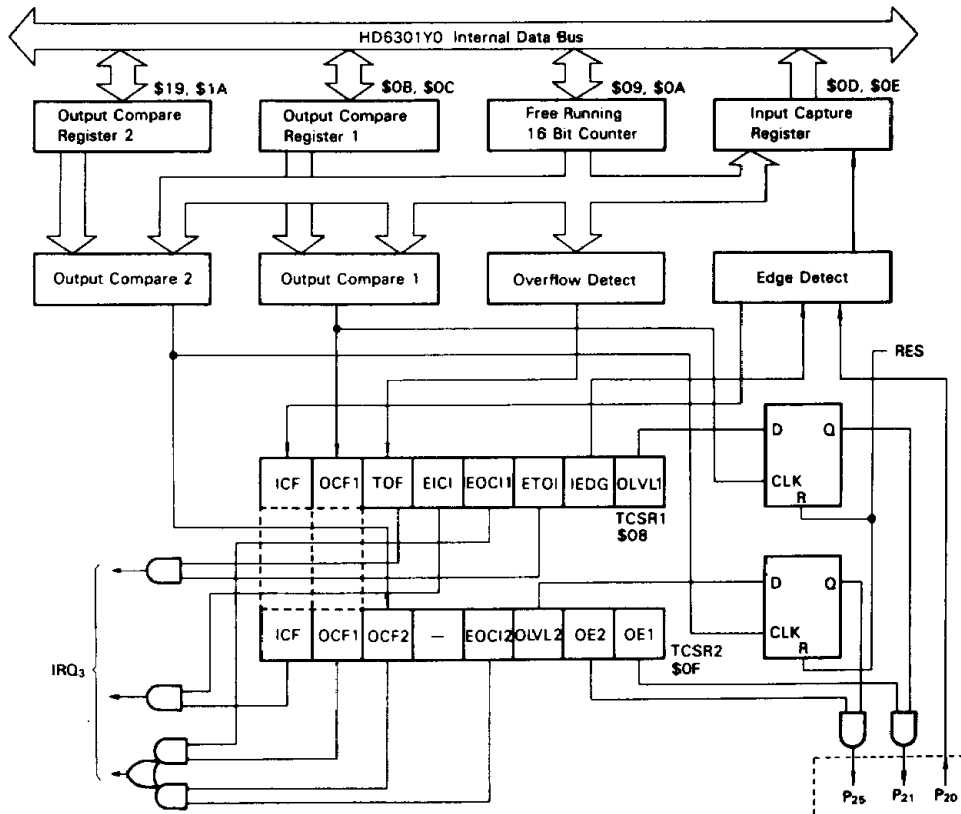 HD6301Y0 Internal Data Bus
$19, $1A
$0B, $0C
$09, $0A
$0D, $0E
Output Compare
Register 2
Output Compare
Register 1
Free Running
16 Bit Counter
Input Capture
Register
Output Compare 2
Output Compare 1
Overflow Detect
Edge Detect
RES
D Q
CLK
R
ICF OCF1 TOF EICI EOCI1 ETOI IEDG OLVL1
TCSR1
$08
D Q
CLK
R
ICF OCF1 OCF2 — EOCI2 OLVL2 OE2 OE1
TCSR2
$0F
IRQ₃
P₂₅ P₂₁ P₂₀